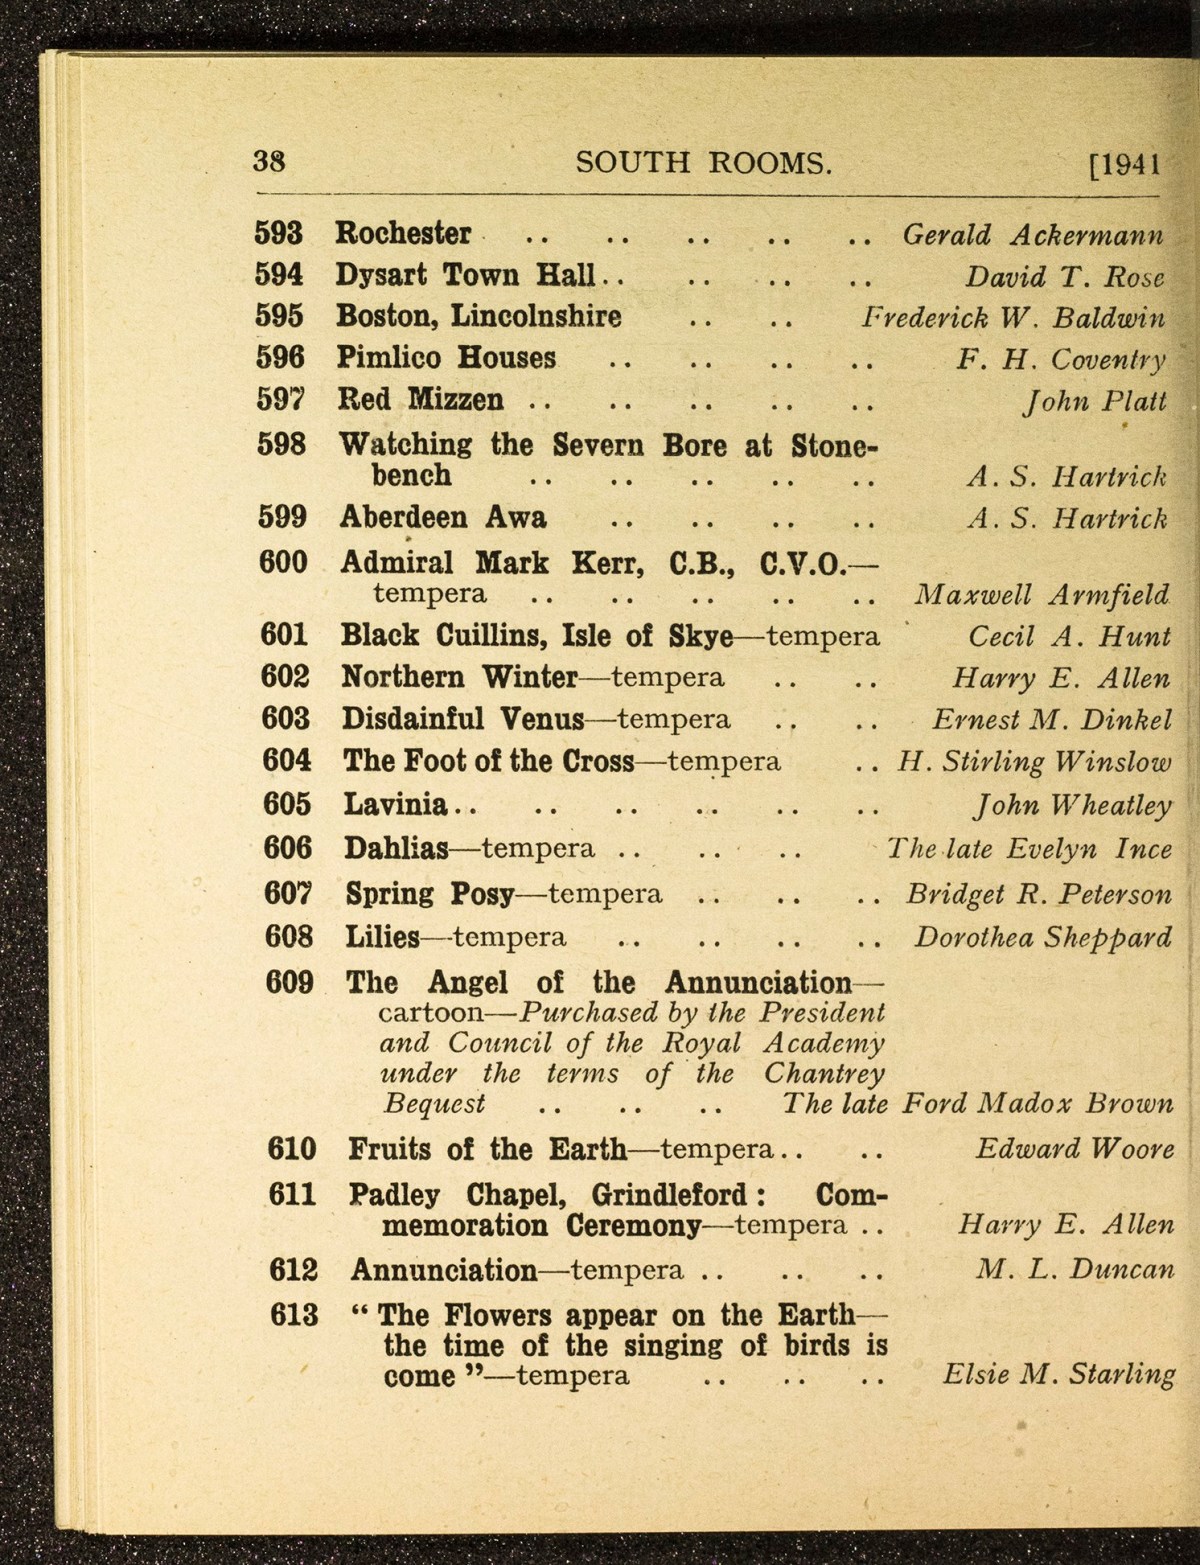 38 SOUTH ROOMS. [1941
593 Rochester .. .. .. .. .. Gerald Ackermann
594 Dysart Town Hall.. .. .. .. David T. Rose
595 Boston, Lincolnshire .. .. Frederick W. Baldwin
596 Pimlico Houses .. .. .. .. F. H. Coventry
597 Red Mizzen .. .. .. .. .. John Platt
598 Watching the Severn Bore at Stone-
bench .. .. .. .. .. A. S. Hartrick
599 Aberdeen Awa .. .. .. .. A. S. Hartrick
600 Admiral Mark Kerr, C.B., C.V.O.—
tempera .. .. .. .. .. Maxwell Armfield
601 Black Cuillins, Isle of Skye—tempera Cecil A. Hunt
602 Northern Winter—tempera .. .. Harry E. Allen
603 Disdainful Venus—tempera .. .. Ernest M. Dinkel
604 The Foot of the Cross—tempera .. H. Stirling Winslow
605 Lavinia.. .. .. .. .. .. John Wheatley
606 Dahlias—tempera .. .. .. The late Evelyn Ince
607 Spring Posy—tempera .. .. .. Bridget R. Peterson
608 Lilies—tempera .. .. .. .. Dorothea Sheppard
609 The Angel of the Annunciation—
cartoon—Purchased by the President
and Council of the Royal Academy
under the terms of the Chantrey
Bequest .. .. .. The late Ford Madox Brown
610 Fruits of the Earth—tempera.. .. Edward Woore
611 Padley Chapel, Grindleford: Com-
memoration Ceremony—tempera .. Harry E. Allen
612 Annunciation—tempera .. .. .. M. L. Duncan
613 “ The Flowers appear on the Earth—
the time of the singing of birds is
come ”—tempera .. .. .. Elsie M. Starling